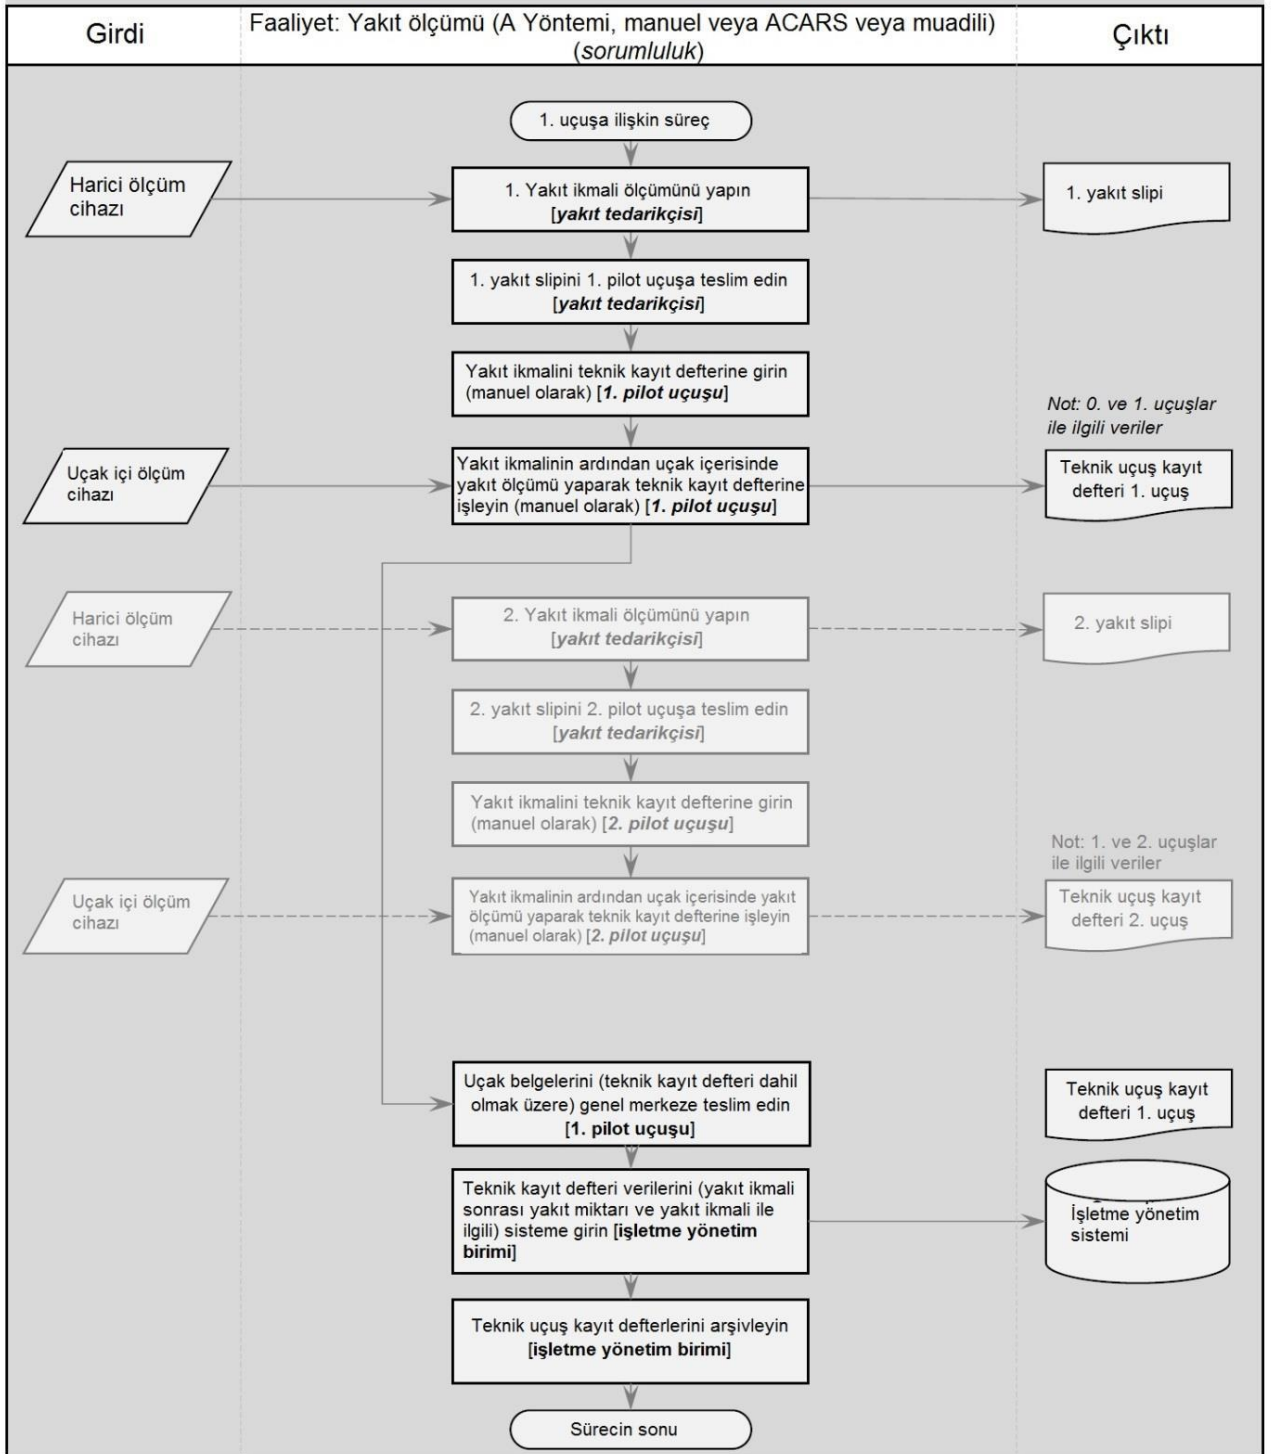 Girdi
Faaliyet: Yakıt ölçümü (A Yöntemi, manuel veya ACARS veya muadili)
(sorumluluk)
Çıktı
1. uçuşa ilişkin süreç
Harici ölçüm
cihazı
1. Yakıt ikmali ölçümünü yapın
[yakıt tedarikçisi]
1. yakıt slipi
1. yakıt slipini 1. pilot uçuşa teslim edin
[yakıt tedarikçisi]
Yakıt ikmalini teknik kayıt defterine girin
(manuel olarak) [1. pilot uçuşu]
Not: 0. ve 1. uçuşlar
ile ilgili veriler
Uçak içi ölçüm
cihazı
Yakıt ikmalinin ardından uçak içerisinde
yakıt ölçümü yaparak teknik kayıt defterine
işleyin (manuel olarak) [1. pilot uçuşu]
Teknik uçuş kayıt
defteri 1. uçuş
Harici ölçüm
cihazı
2. Yakıt ikmali ölçümünü yapın
[yakıt tedarikçisi]
2. yakıt slipi
2. yakıt slipini 2. pilot uçuşa teslim edin
[yakıt tedarikçisi]
Yakıt ikmalini teknik kayıt defterine girin
(manuel olarak) [2. pilot uçuşu]
Not: 1. ve 2. uçuşlar
ile ilgili veriler
Uçak içi ölçüm
cihazı
Yakıt ikmalinin ardından uçak içerisinde yakıt
ölçümü yaparak teknik kayıt defterine işleyin
(manuel olarak) [2. pilot uçuşu]
Teknik uçuş kayıt
defteri 2. uçuş
Uçak belgelerini (teknik kayıt defteri dahil
olmak üzere) genel merkeze teslim edin
[1. pilot uçuşu]
Teknik uçuş kayıt
defteri 1. uçuş
Teknik kayıt defteri verilerini (yakıt ikmali
sonrası yakıt miktarı ve yakıt ikmali ile
ilgili) sisteme girin [işletme yönetim
birimi]
İşletme yönetim
sistemi
Teknik uçuş kayıt defterlerini arşivleyin
[işletme yönetim birimi]
Sürecin sonu